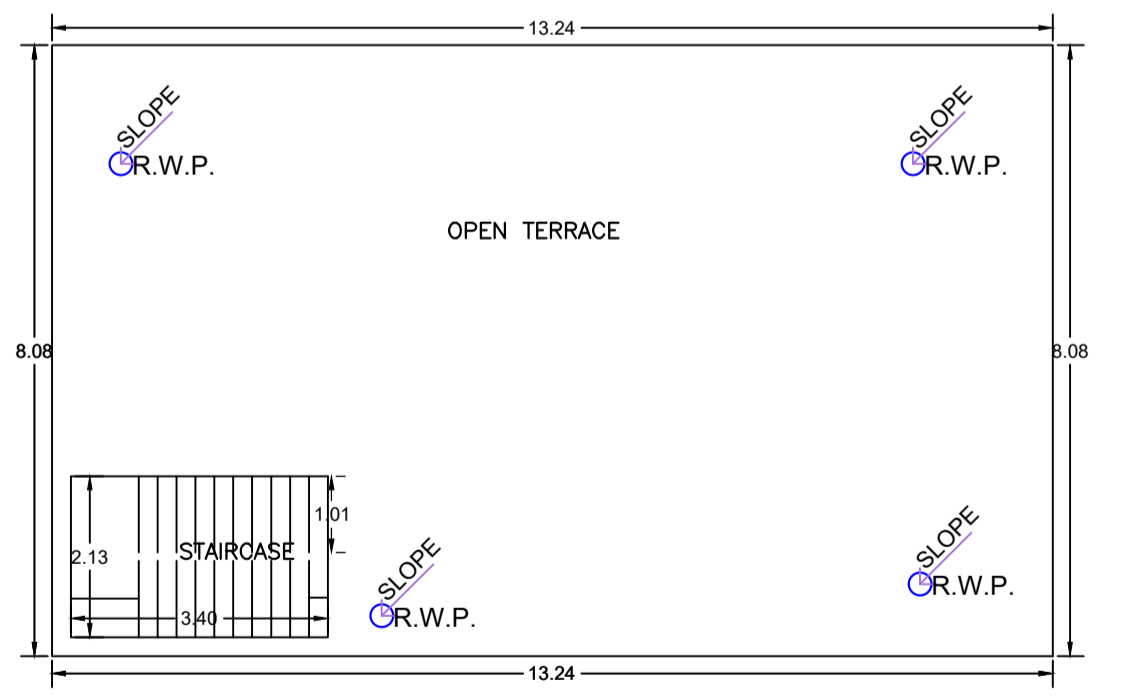 13.24
SLOPE
R.W.P.
SLOPE
R.W.P.
OPEN TERRACE
8.08
8.08
1.01
2.13
STAIRCASE
3.40
SLOPE
R.W.P.
SLOPE
R.W.P.
13.24